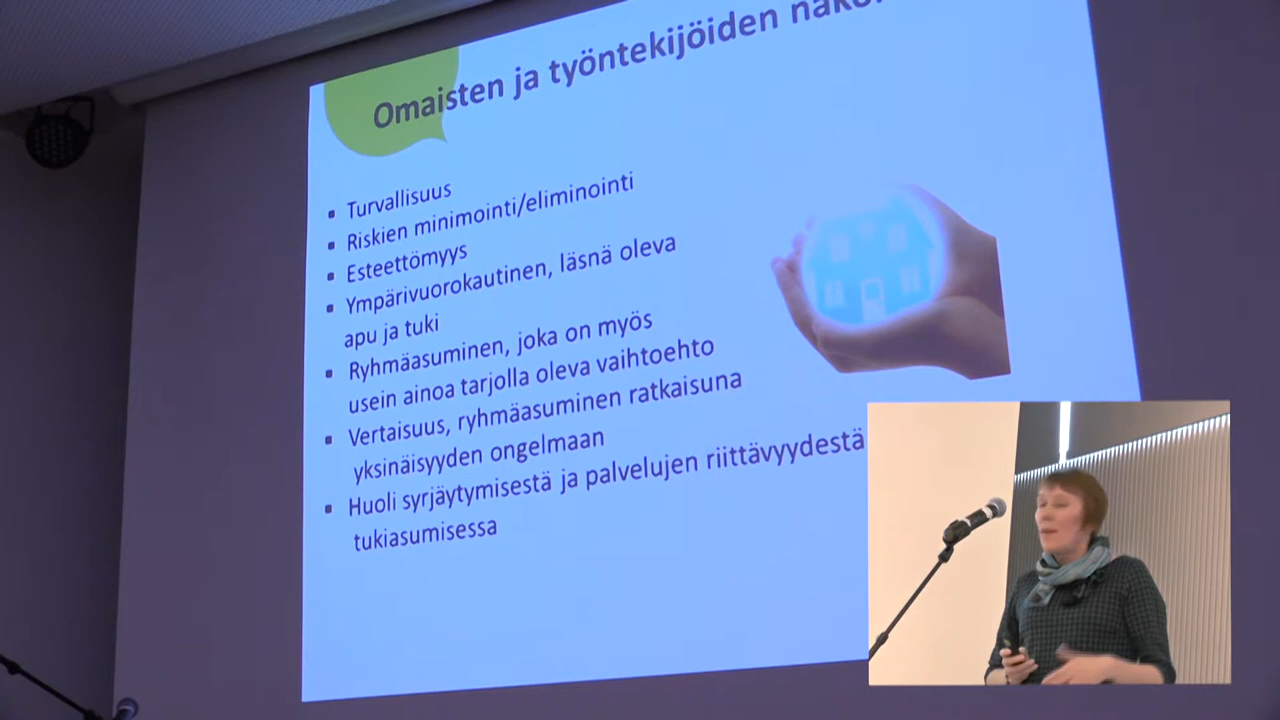 Omaisten ja työntekijöiden
▪ Turvallisuus
▪ Riskien minimointi/eliminointi
▪ Esteettömyys
▪ Ympärivuorokautinen, läsnä oleva
apu ja tuki
▪ Ryhmäasuminen, joka on myös
usein ainoa tarjolla oleva vaihtoehto
▪ Vertaisuus, ryhmäasuminen ratkaisuna
yksinäisyyden ongelmaan
▪ Huoli syrjäytymisestä ja palvelujen riittävyydestä
tukiasumisessa